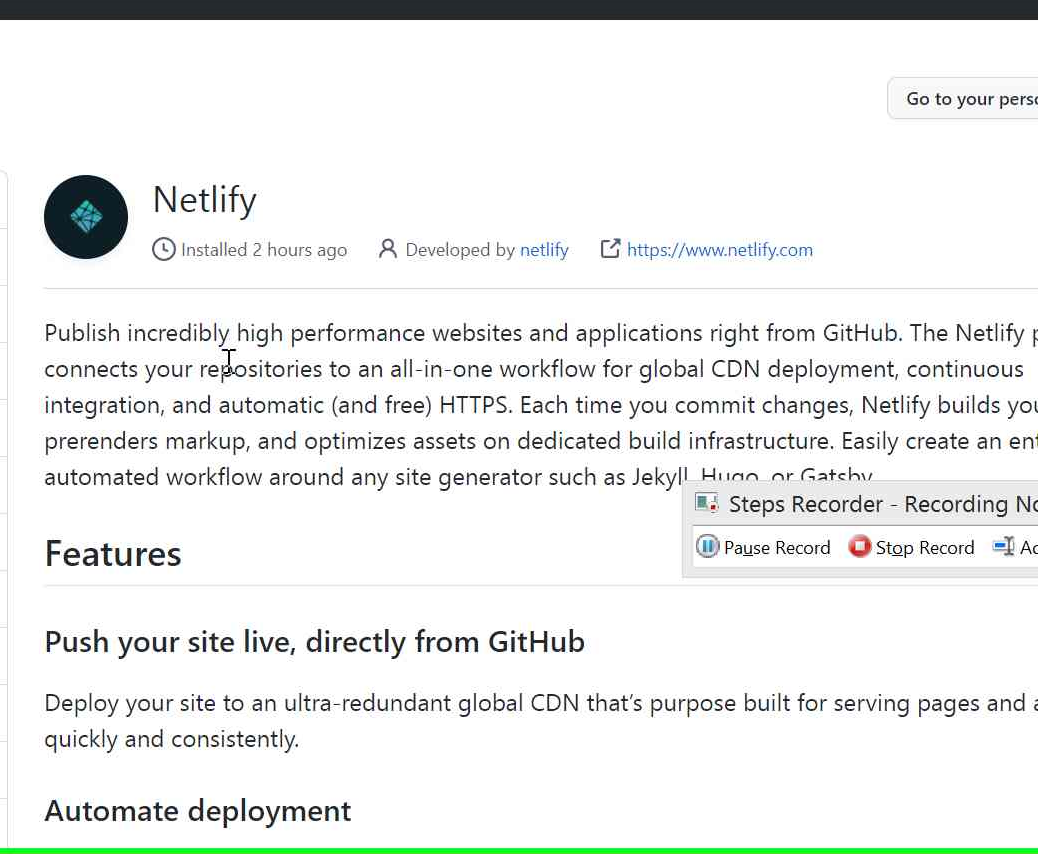 Go to your pers
Netlify
Installed 2 hours ago Developed by netlify https://www.netlify.com
Publish incredibly high performance websites and applications right from GitHub. The Netlify
connects your repositories to an all-in-one workflow for global CDN deployment, continuous
integration, and automatic (and free) HTTPS. Each time you commit changes, Netlify builds
prerenders markup, and optimizes assets on dedicated build infrastructure. Easily create an
automated workflow around any site generator such as Jekyll, Hugo, or Gatsby.
Steps Recorder - Recording
Pause Record Stop Record
Features
Push your site live, directly from GitHub
Deploy your site to an ultra-redundant global CDN that’s purpose built for serving pages and
quickly and consistently.
Automate deployment